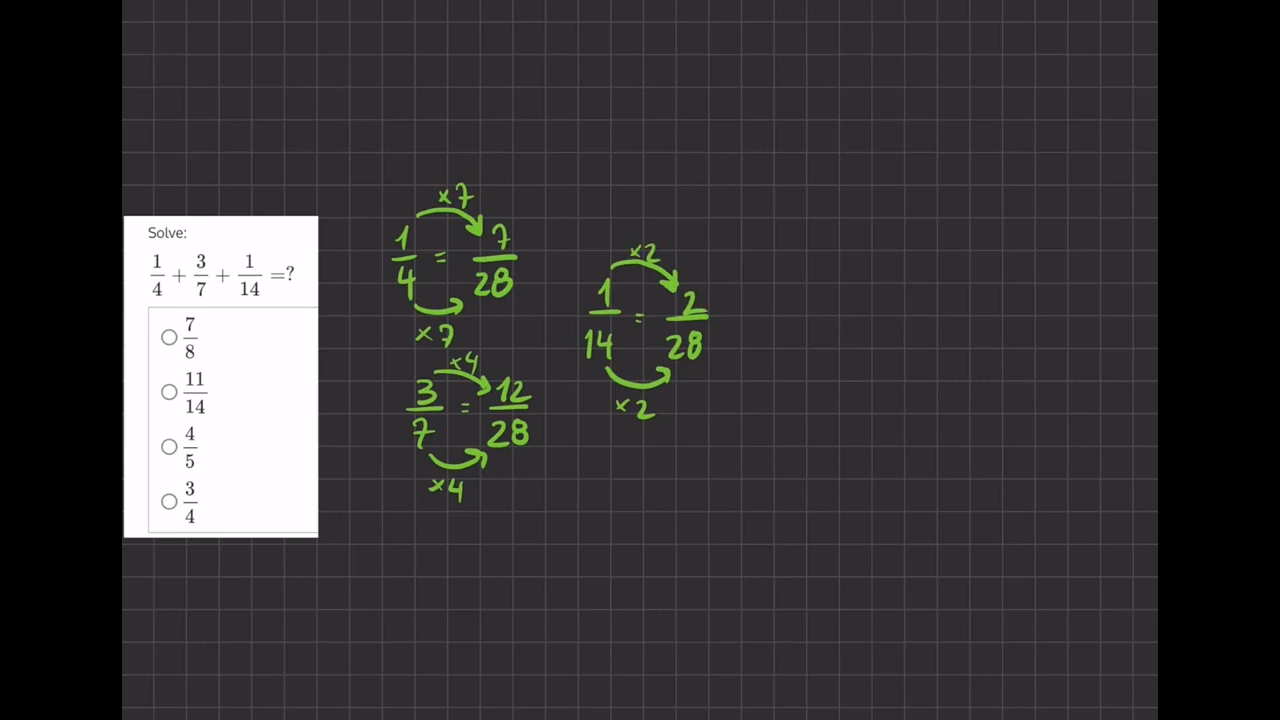 Solve:
1/4 + 3/7 + 1/14 =?
7/8
11/14
4/5
3/4
×7
1/4 = 7/28
×7
×4
3/7 = 12/28
×4
×2
1/14 = 2/28
×2